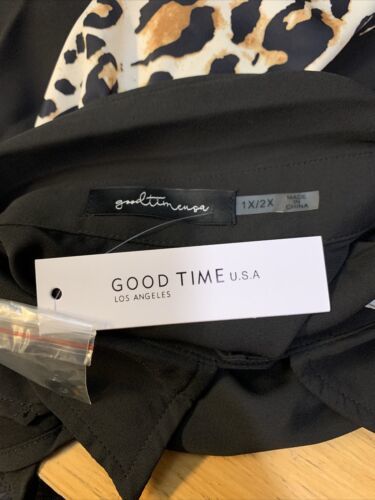 goodtimeusa
1X/2X
MADE
IN
CHINA
GOOD TIME U.S.A
LOS ANGELES